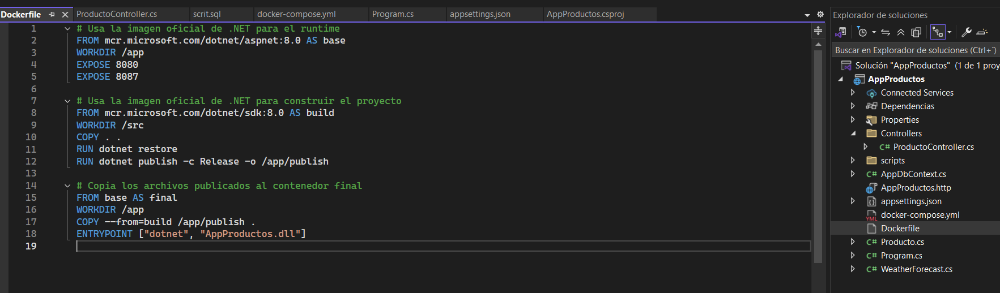 Dockerfile ProductoController.cs scrit.sql docker-compose.yml Program.cs appsettings.json AppProductos.csproj
1 # Usa la imagen oficial de .NET para el runtime
2 FROM mcr.microsoft.com/dotnet/aspnet:8.0 AS base
3 WORKDIR /app
4 EXPOSE 8080
5 EXPOSE 8087
6
7 # Usa la imagen oficial de .NET para construir el proyecto
8 FROM mcr.microsoft.com/dotnet/sdk:8.0 AS build
9 WORKDIR /src
10 COPY . .
11 RUN dotnet restore
12 RUN dotnet publish -c Release -o /app/publish
13
14 # Copia los archivos publicados al contenedor final
15 FROM base AS final
16 WORKDIR /app
17 COPY --from=build /app/publish .
18 ENTRYPOINT ["dotnet", "AppProductos.dll"]
19
Explorador de soluciones
Buscar en Explorador de soluciones (Ctrl+´)
Solución "AppProductos" (1 de 1 proy
AppProductos
Connected Services
Dependencias
Properties
Controllers
C# ProductoController.cs
scripts
C# AppDbContext.cs
AppProductos.http
appsettings.json
YML docker-compose.yml
Dockerfile
C# Producto.cs
C# Program.cs
C# WeatherForecast.cs